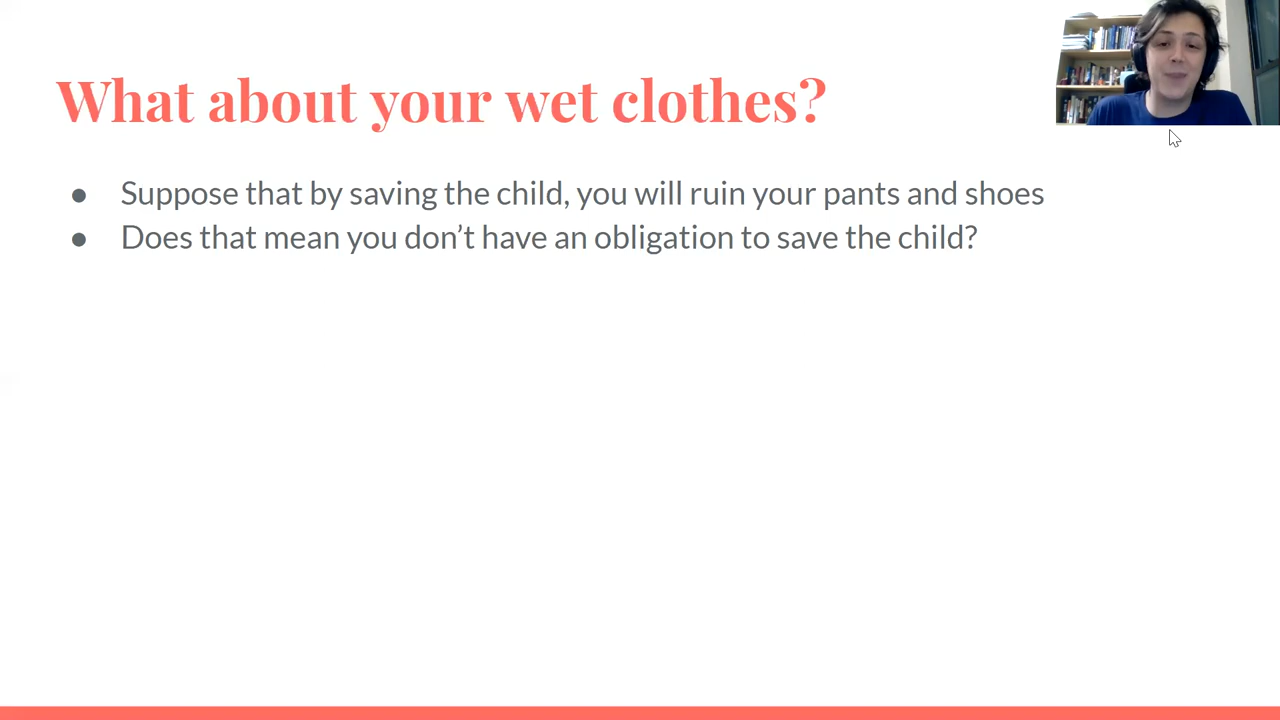 What about your wet clothes?
● Suppose that by saving the child, you will ruin your pants and shoes
● Does that mean you don’t have an obligation to save the child?